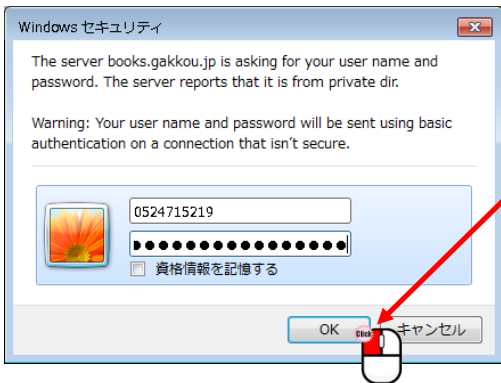 Windows セキュリティ
The server books.gakkou.jp is asking for your user name and
password. The server reports that it is from private dir.
Warning: Your user name and password will be sent using basic
authentication on a connection that isn't secure.
0524715219
●●●●●●●●●●●●●●●●
資格情報を記憶する
OK
Click
キャンセル